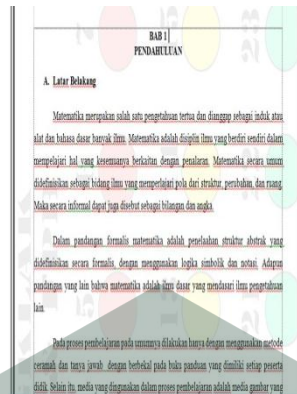 BAB 1
PENDAHULUAN
A. Latar Belakang
Matematika merupakan salah satu pengetahuan tertua dan dianggap sebagai induk atau
alat dan bahasa dasar banyak ilmu. Matematika adalah disiplin ilmu yang berdiri sendiri dalam
mempelajari hal yang kesemuanya berkaitan dengan penalaran. Matematika secara umum
didefinisikan sebagai bidang ilmu yang mempelajari pola dari struktur, perubahan, dan ruang.
Maka secara informal dapat juga disebut sebagai bilangan dan angka.
Dalam pandangan formalis matematika adalah penelaahan struktur abstrak yang
didefinisikan secara formalis, dengan menggunakan logika simbolik dan notasi. Adapun
pandangan yang lain bahwa matematika adalah ilmu dasar yang mendasari ilmu pengetahuan
lain.
Pada proses pembelajaran pada umumnya dilakukan hanya dengan menggunakan metode
ceramah dan tanya jawab dengan berbekal pada buku panduan yang dimiliki setiap peserta
didik. Selain itu, media yang digunakan dalam proses pembelajaran adalah media gambar yang